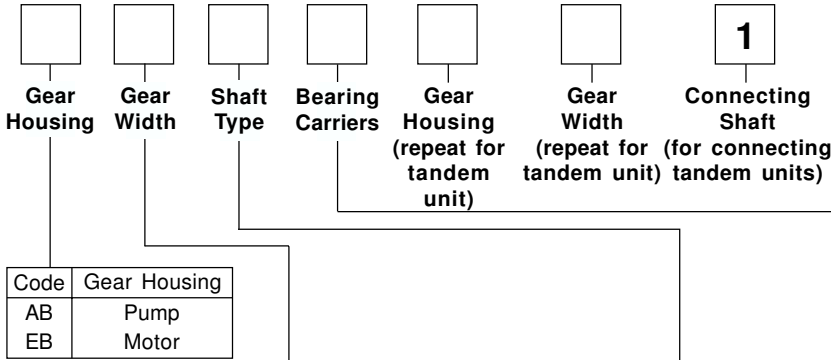 1
Gear Gear Shaft Bearing Gear Gear Connecting
Housing Width Type Carriers Housing Width Shaft
(repeat for (repeat for (for connecting
tandem tandem unit) tandem units)
unit)
Code Gear Housing
AB Pump
EB Motor